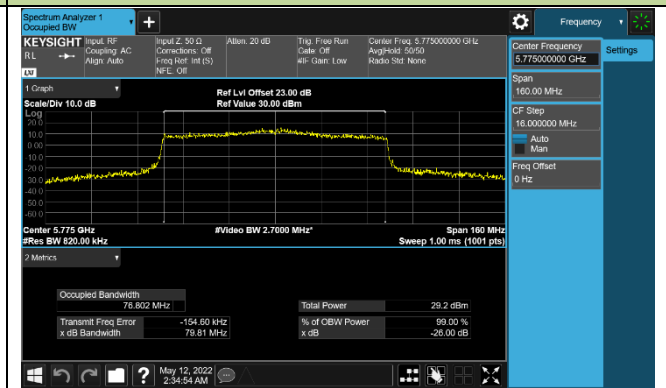 Spectrum Analyzer 1
Occupied BW
Frequency
KEYSIGHT
RL
LXI
Input: RF
Coupling: AC
Align: Auto
Input Z: 50 Ω
Corrections: Off
Freq Ref: Int (S)
NFE: Off
Atten: 20 dB
Trig: Free Run
Gate: Off
#IF Gain: Low
Center Freq: 5.775000000 GHz
Avg|Hold: 50/50
Radio Std: None
Center Frequency
5.775000000 GHz
Settings
Span
160.00 MHz
CF Step
16.000000 MHz
Auto
Man
Freq Offset
0 Hz
1 Graph
Scale/Div 10.0 dB
Ref Lvl Offset 23.00 dB
Ref Value 30.00 dBm
Log
20.0
10.0
0.00
-10.0
-20.0
-30.0
-40.0
-50.0
-60.0
Center 5.775 GHz
#Video BW 2.7000 MHz*
Span 160 MHz
#Res BW 820.00 kHz
Sweep 1.00 ms (1001 pts)
2 Metrics
Occupied Bandwidth
76.802 MHz
Total Power 29.2 dBm
Transmit Freq Error -154.60 kHz
% of OBW Power 99.00 %
x dB Bandwidth 79.81 MHz
x dB -26.00 dB
?
May 12, 2022
2:34:54 AM